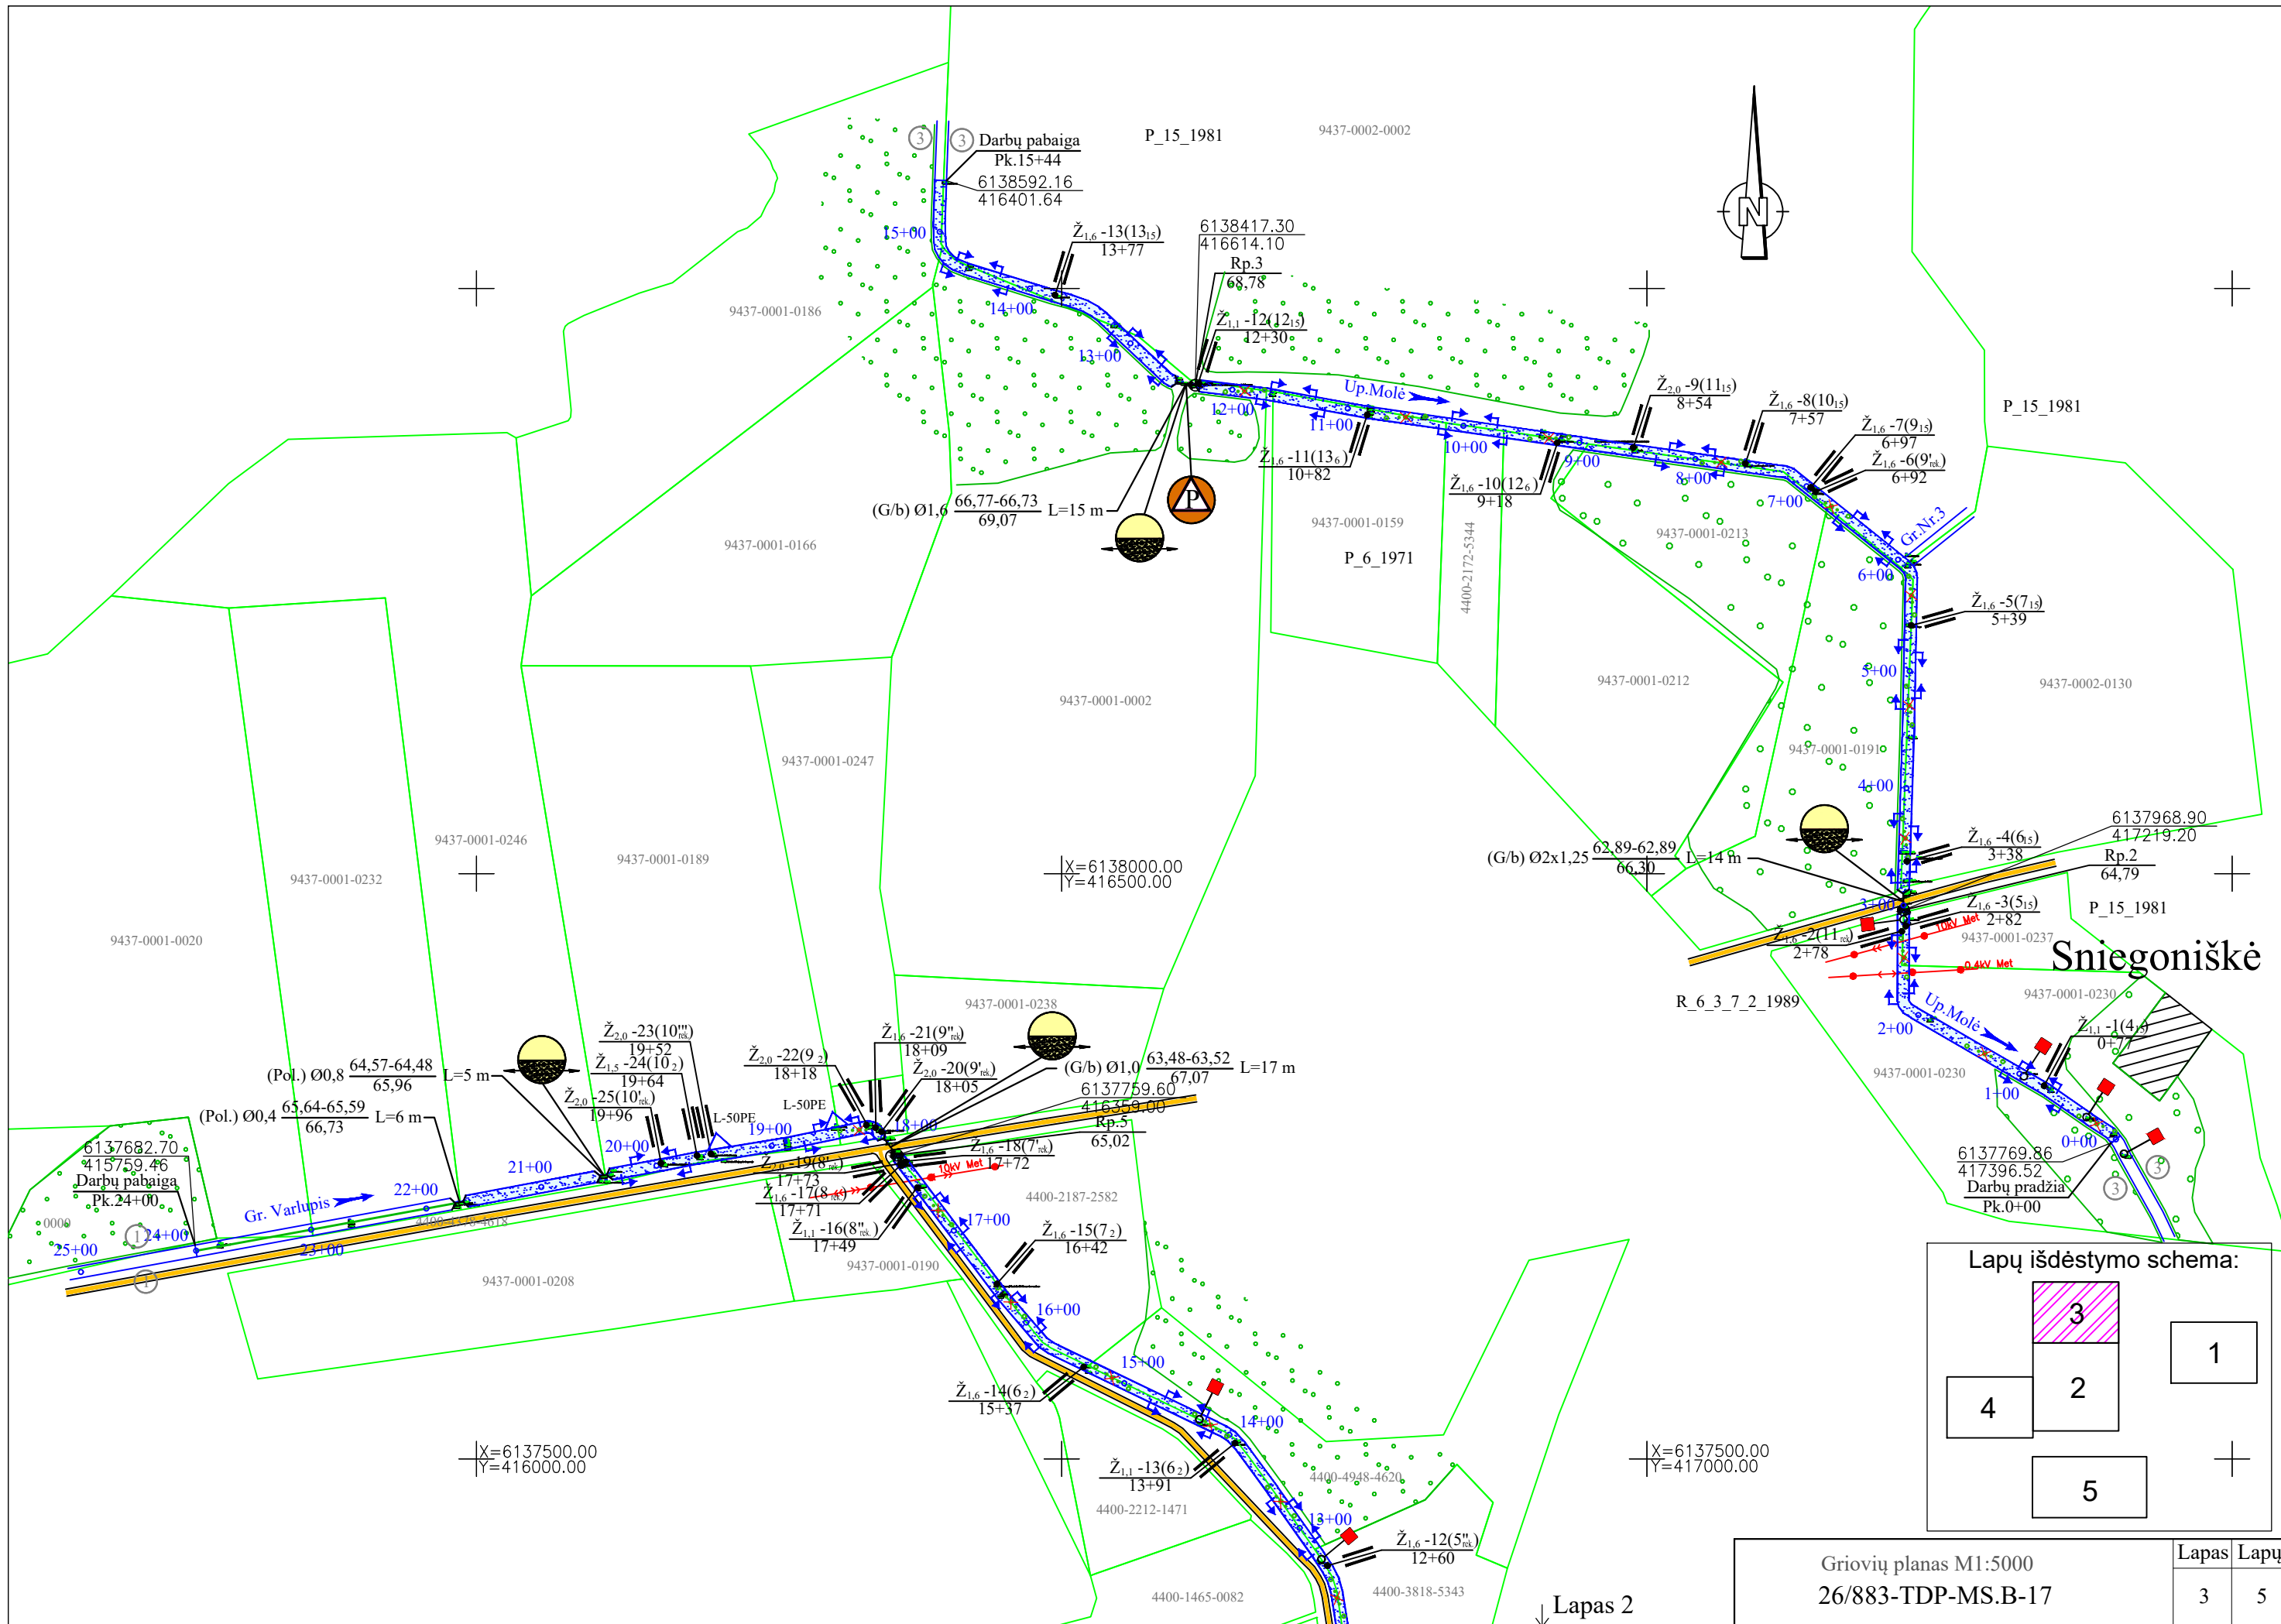 3
3
Darbų pabaiga
Pk.15+44
6138592.16
416401.64
P_15_1981
9437-0002-0002
N
15+00
Ž1,6 -13(13₁₅)
13+77
6138417.30
416614.10
Rp.3
68,78
9437-0001-0186
14+00
13+00
Ž1,1 -12(12₁₅)
12+30
12+00
Up.Molė
11+00
10+00
Ž2,0 -9(11₁₅)
8+54
Ž1,6 -8(10₁₅)
7+57
P_15_1981
Ž1,6 -7(9₁₅)
6+97
Ž1,6 -6(9'rek.)
6+92
Ž1,6 -11(13₆)
10+82
Ž1,6 -10(12₆)
9+18
9+00
8+00
7+00
(G/b) Ø1,6 66,77-66,73 L=15 m
69,07
P
9437-0001-0166
9437-0001-0159
P_6_1971
4400-2172-5344
9437-0001-0213
Gr.Nr.3
6+00
Ž1,6 -5(7₁₅)
5+39
5+00
9437-0001-0002
9437-0001-0212
9437-0002-0130
9437-0001-0191
9437-0001-0247
4+00
9437-0001-0246
9437-0001-0189
9437-0001-0232
9437-0001-0020
X=6138000.00
Y=416500.00
(G/b) Ø2x1,25 62,89-62,89 L=14 m
66,30
6137968.90
417219.20
Ž1,6 -4(6₁₅)
3+38
Rp.2
64,79
3+00
Ž1,6 -3(5₁₅)
2+82
P_15_1981
Ž1,6 -2(11rek.)
2+78
10kV Met
9437-0001-0237
Sniegoniškė
0.4kV Met
R_6_3_7_2_1989
9437-0001-0230
2+00
Up.Molė
Ž1,1 -1(4₁₅)
0+77
9437-0001-0230
1+00
0+00
6137769.86
417396.52
Darbų pradžia
Pk.0+00
3
3
9437-0001-0238
Ž2,0 -23(10'''rek.)
19+52
Ž1,5 -24(10₂)
19+64
Ž2,0 -25(10'rek.)
19+96
Ž2,0 -22(9₂)
18+18
Ž1,6 -21(9''rek.)
18+09
Ž2,0 -20(9'rek.)
18+05
(G/b) Ø1,0 63,48-63,52 L=17 m
67,07
6137759.60
416359.00
Rp.5
65,02
(Pol.) Ø0,8 64,57-64,48 L=5 m
65,96
(Pol.) Ø0,4 65,64-65,59 L=6 m
66,73
L-50PE
L-50PE
18+00
19+00
20+00
21+00
22+00
6137682.70
415759.46
Darbų pabaiga
Pk.24+00
Gr. Varlupis
0000
1
24+00
25+00
23+00
1
4400-4378-4618
-19(8'rek.)
17+73
Ž1,6 -17(8
17+71
Ž1,1 -16(8''rek.)
17+49
Ž1,6 -18(7'rek.)
17+72
10kV Met
4400-2187-2582
17+00
Ž1,6 -15(7₂)
16+42
9437-0001-0190
9437-0001-0208
16+00
15+00
Ž1,6 -14(6₂)
15+37
14+00
Ž1,1 -13(6₂)
13+91
4400-4948-4620
X=6137500.00
Y=416000.00
X=6137500.00
Y=417000.00
4400-2212-1471
13+00
Ž1,6 -12(5''rek.)
12+60
4400-1465-0082
4400-3818-5343
Lapas 2
Lapų išdėstymo schema:
3
1
2
4
5
Griovių planas M1:5000
26/883-TDP-MS.B-17
Lapas Lapų
3 5